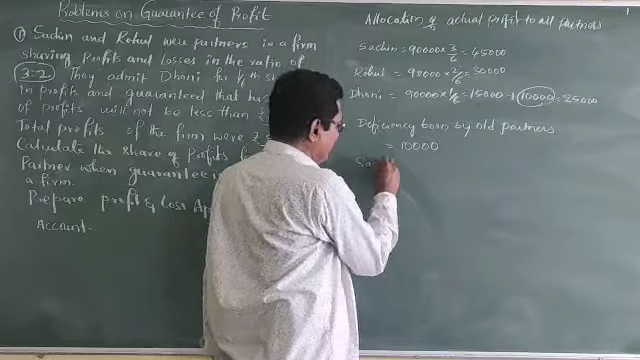 Problems on Guarantee of Profit
① Sachin and Rahul were partners in a firm
sharing Profits and Losses in the ratio of
3:2 They admit Dhoni for 1/6th
in profits and guaranteed that his
of profits will not be less than ₹
Total profits of the firm were ₹
Calculate the share of Profits
Partner when guarantee is
a firm.
Prepare profit & Loss Ap
Account.
Allocation of actual profit to all partners
Sachin = 90000 × 3/6 = 45000
Rahul = 90000 × 2/6 = 30000
Dhoni = 90000 × 1/6 = 15000 + 10000 = 25000
Deficiency born by old partners
= 10000